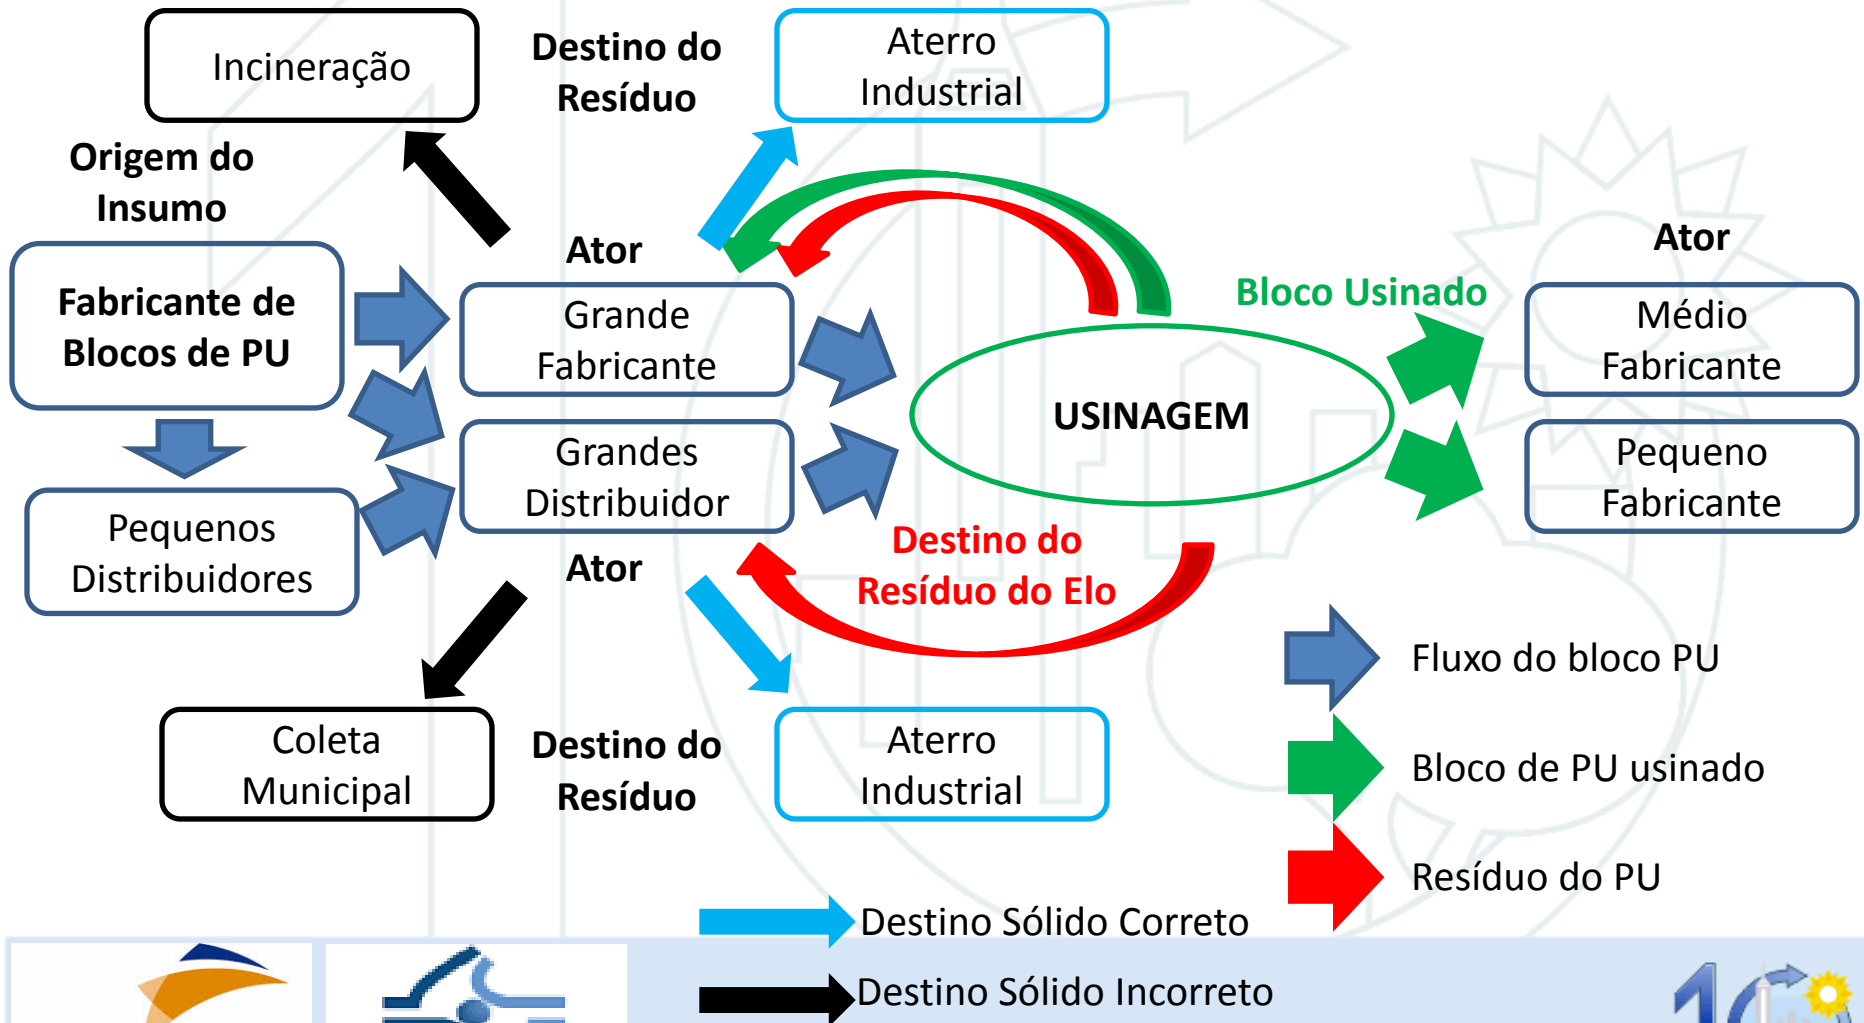 Incineração
Destino do
Resíduo
Aterro
Industrial
Origem do
Insumo
Ator
Ator
Fabricante de
Blocos de PU
Grande
Fabricante
Bloco Usinado
Médio
Fabricante
USINAGEM
Grandes
Distribuidor
Pequeno
Fabricante
Pequenos
Distribuidores
Ator
Destino do
Resíduo do Elo
Fluxo do bloco PU
Coleta
Municipal
Destino do
Resíduo
Aterro
Industrial
Bloco de PU usinado
Resíduo do PU
Destino Sólido Correto
Destino Sólido Incorreto